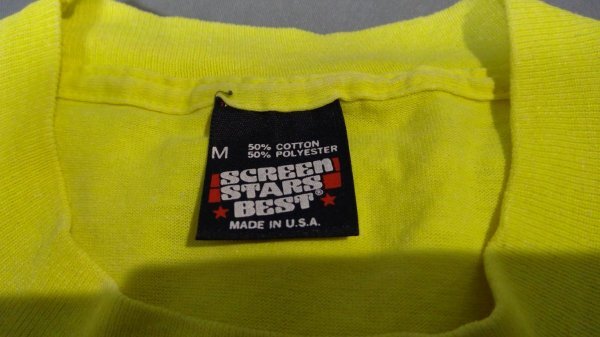 M
50% COTTON
50% POLYESTER
SCREEN
STARS
BEST®
MADE IN U.S.A.